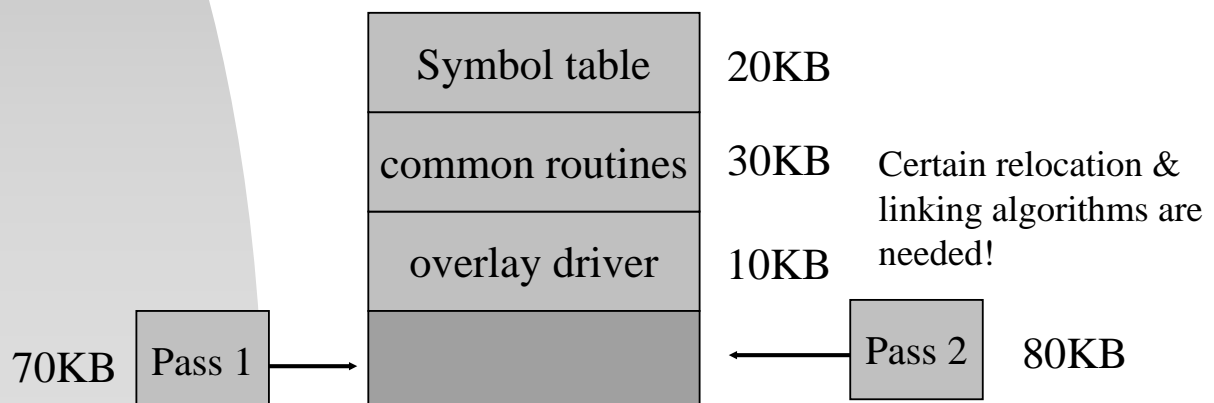 Symbol table 20KB
common routines 30KB
Certain relocation &
linking algorithms are
needed!
overlay driver 10KB
70KB Pass 1
Pass 2 80KB